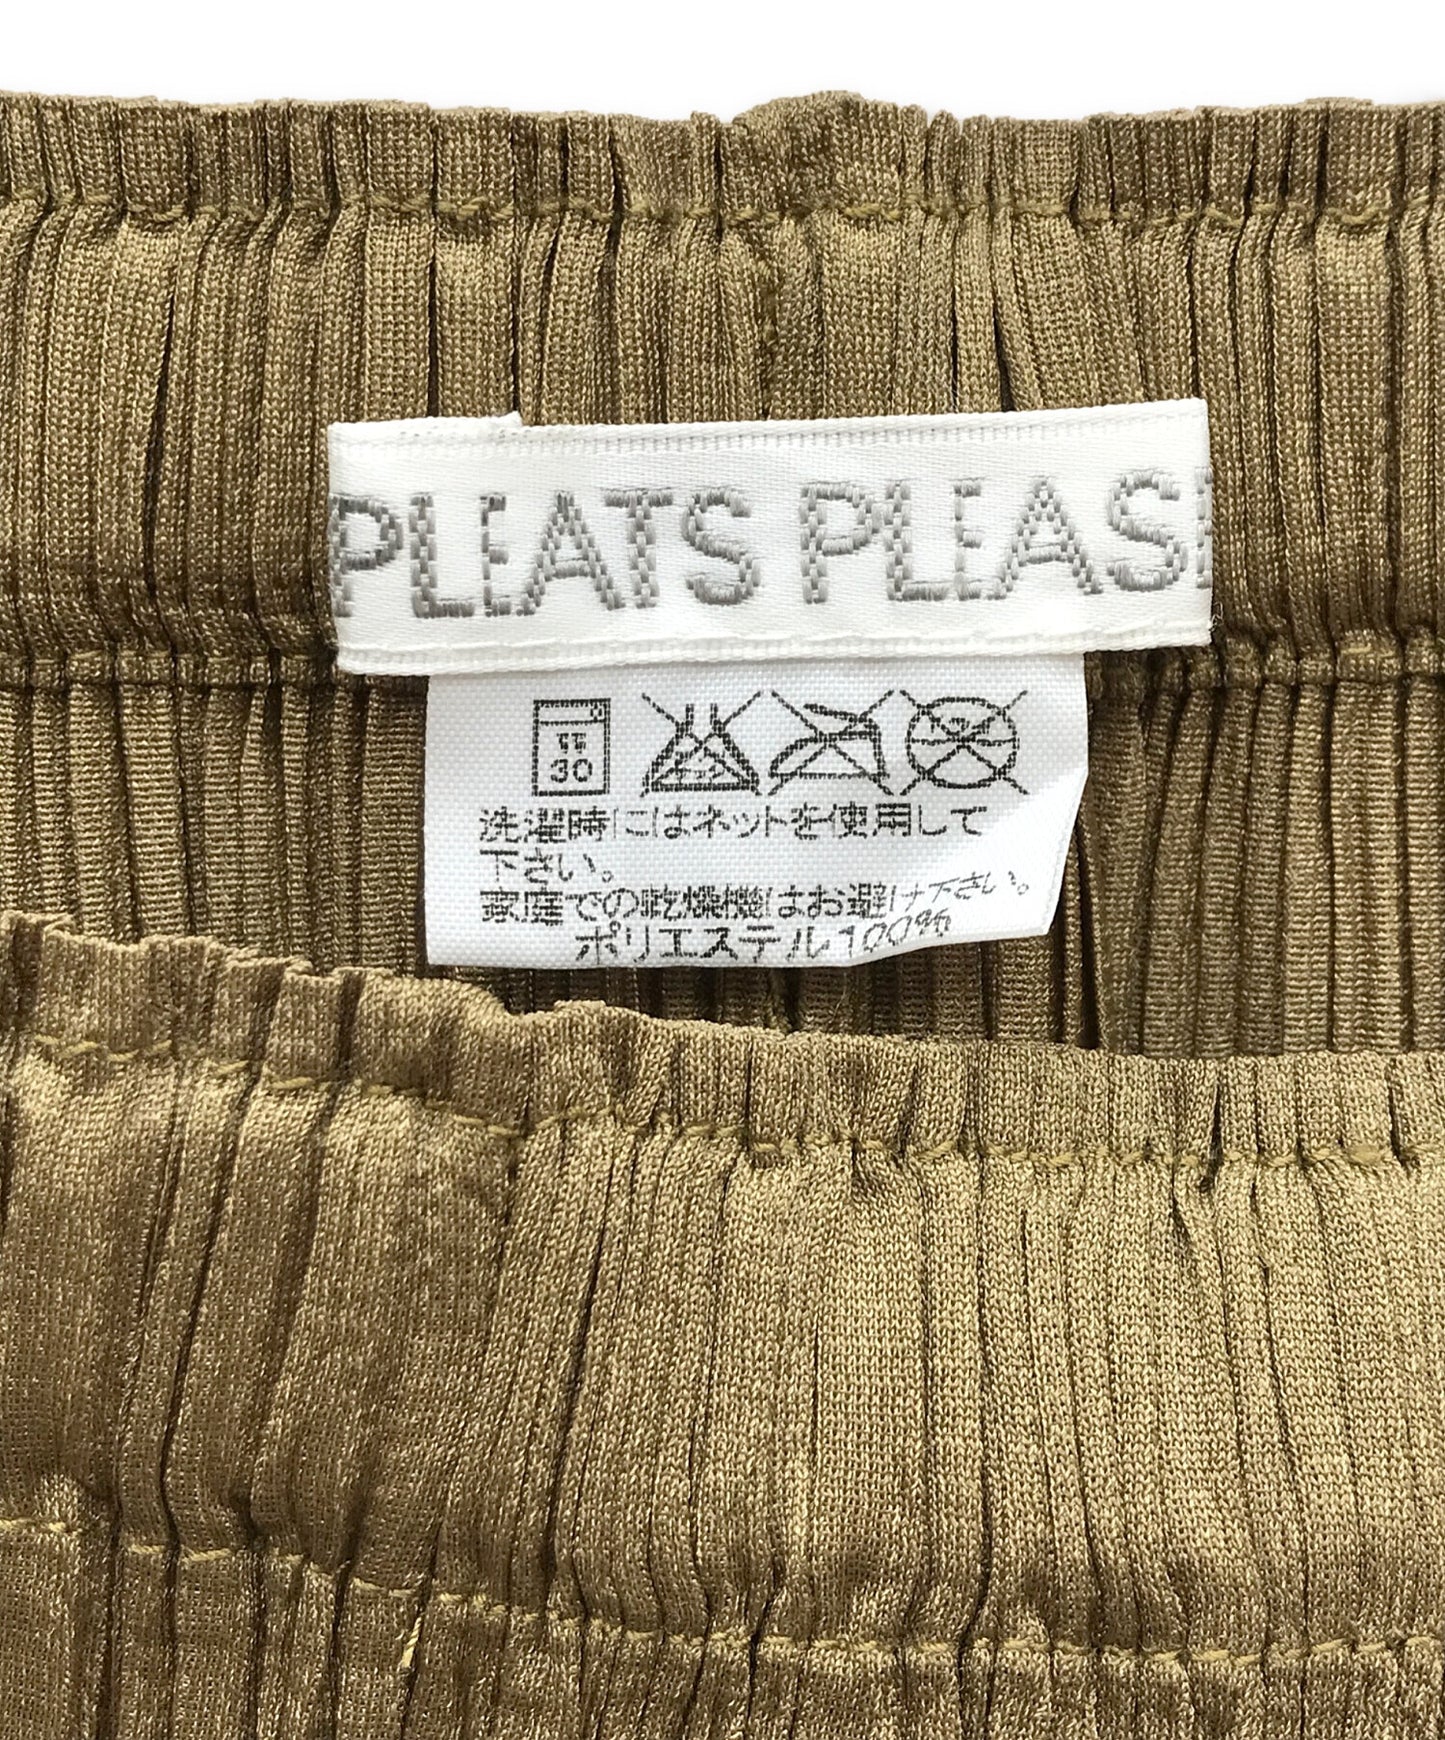 PLEATS PLEAS
30
洗濯時にはネットを使用して
下さい。
家庭での乾燥機はお避け下さい。
ポリエステル100%